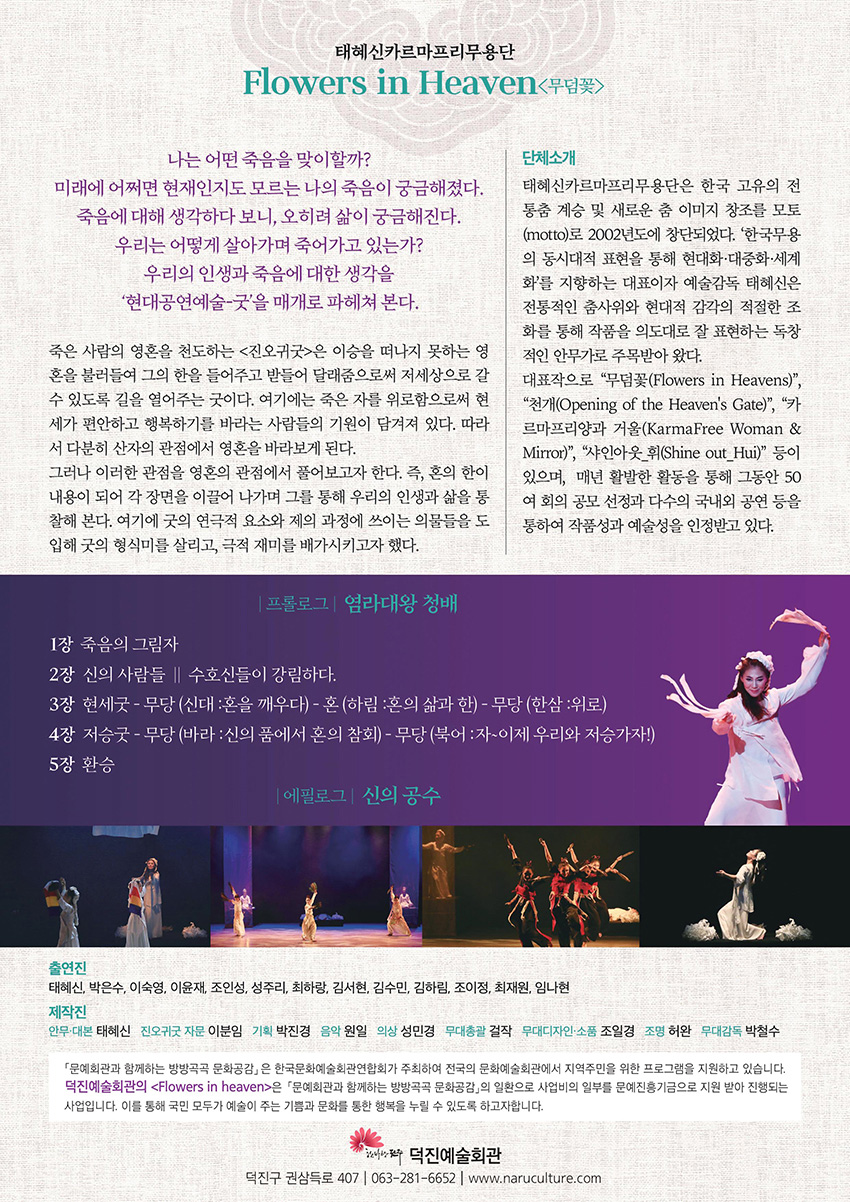 태혜신카르마프리무용단
Flowers in Heaven<무덤꽃>
나는 어떤 죽음을 맞이할까?
미래에 어쩌면 현재인지도 모르는 나의 죽음이 궁금해졌다.
죽음에 대해 생각하다 보니, 오히려 삶이 궁금해진다.
우리는 어떻게 살아가며 죽어가고 있는가?
우리의 인생과 죽음에 대한 생각을
‘현대공연예술-굿’을 매개로 파헤쳐 본다.
죽은 사람의 영혼을 천도하는 <진오귀굿>은 이승을 떠나지 못하는 영
혼을 불러들여 그의 한을 들어주고 받들어 달래줌으로써 저세상으로 갈
수 있도록 길을 열어주는 굿이다. 여기에는 죽은 자를 위로함으로써 현
세가 편안하고 행복하기를 바라는 사람들의 기원이 담겨져 있다. 따라
서 다분히 산자의 관점에서 영혼을 바라보게 된다.
그러나 이러한 관점을 영혼의 관점에서 풀어보고자 한다. 즉, 혼의 한이
내용이 되어 각 장면을 이끌어 나가며 그를 통해 우리의 인생과 삶을 통
찰해 본다. 여기에 굿의 연극적 요소와 제의 과정에 쓰이는 의물들을 도
입해 굿의 형식미를 살리고, 극적 재미를 배가시키고자 했다.
단체소개
태혜신카르마프리무용단은 한국 고유의 전
통춤 계승 및 새로운 춤 이미지 창조를 모토
(motto)로 2002년도에 창단되었다. ‘한국무용
의 동시대적 표현을 통해 현대화·대중화·세계
화’를 지향하는 대표이자 예술감독 태혜신은
전통적인 춤사위와 현대적 감각의 적절한 조
화를 통해 작품을 의도대로 잘 표현하는 독창
적인 안무가로 주목받아 왔다.
대표작으로 “무덤꽃(Flowers in Heavens)”,
“천개(Opening of the Heaven's Gate)”, “카
르마프리양과 거울(KarmaFree Woman &
Mirror)”, “샤인아웃_휘(Shine out_Hui)” 등이
있으며, 매년 활발한 활동을 통해 그동안 50
여 회의 공모 선정과 다수의 국내외 공연 등을
통하여 작품성과 예술성을 인정받고 있다.
|프롤로그| 염라대왕 청배
1장 죽음의 그림자
2장 신의 사람들 || 수호신들이 강림하다.
3장 현세굿 - 무당 (신대 :혼을 깨우다) - 혼 (하림 :혼의 삶과 한) - 무당 (한삼 :위로)
4장 저승굿 - 무당 (바라 :신의 품에서 혼의 참회) - 무당 (북어 :자~이제 우리와 저승가자!)
5장 환승
|에필로그| 신의 공수
출연진
태혜신, 박은수, 이숙영, 이윤재, 조인성, 성주리, 최하랑, 김서현, 김수민, 김하림, 조이정, 최재원, 임나현
제작진
안무·대본 태혜신 진오귀굿 자문 이분임 기획 박진경 음악 원일 의상 성민경 무대총괄 걸작 무대디자인·소품 조일경 조명 허완 무대감독 박철수
「문예회관과 함께하는 방방곡곡 문화공감」은 한국문화예술회관연합회가 주최하여 전국의 문화예술회관에서 지역주민을 위한 프로그램을 지원하고 있습니다.
덕진예술회관의 <Flowers in heaven>은 「문예회관과 함께하는 방방곡곡 문화공감」의 일환으로 사업비의 일부를 문예진흥기금으로 지원 받아 진행되는
사업입니다. 이를 통해 국민 모두가 예술이 주는 기쁨과 문화를 통한 행복을 누릴 수 있도록 하고자합니다.
한바탕 전주 덕진예술회관
덕진구 권삼득로 407 | 063-281-6652 | www.naruculture.com